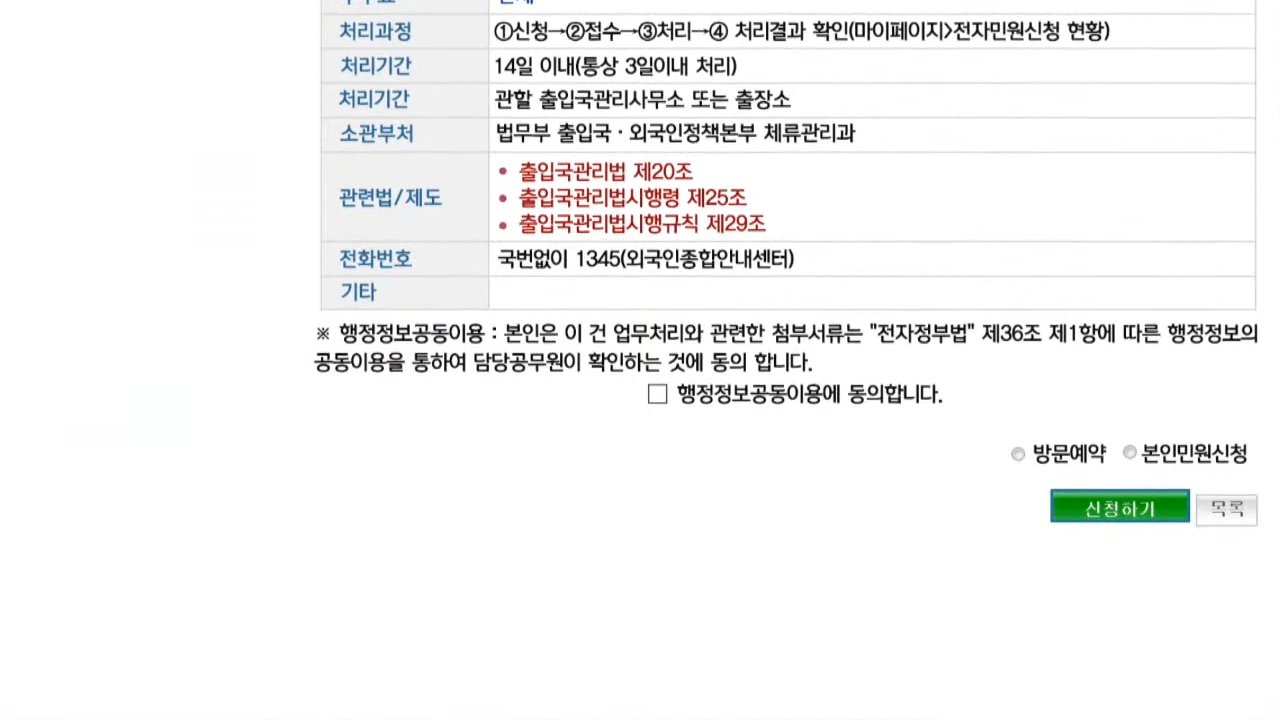 처리과정 ①신청→②접수→③처리→④ 처리결과 확인(마이페이지>전자민원신청 현황)
처리기간 14일 이내(통상 3일이내 처리)
처리기간 관할 출입국관리사무소 또는 출장소
소관부처 법무부 출입국 · 외국인정책본부 체류관리과
관련법/제도
• 출입국관리법 제20조
• 출입국관리법시행령 제25조
• 출입국관리법시행규칙 제29조
전화번호 국번없이 1345(외국인종합안내센터)
기타
※ 행정정보공동이용 : 본인은 이 건 업무처리와 관련한 첨부서류는 "전자정부법" 제36조 제1항에 따른 행정정보의
공동이용을 통하여 담당공무원이 확인하는 것에 동의 합니다.
행정정보공동이용에 동의합니다.
방문예약 본인민원신청
신청하기 목록